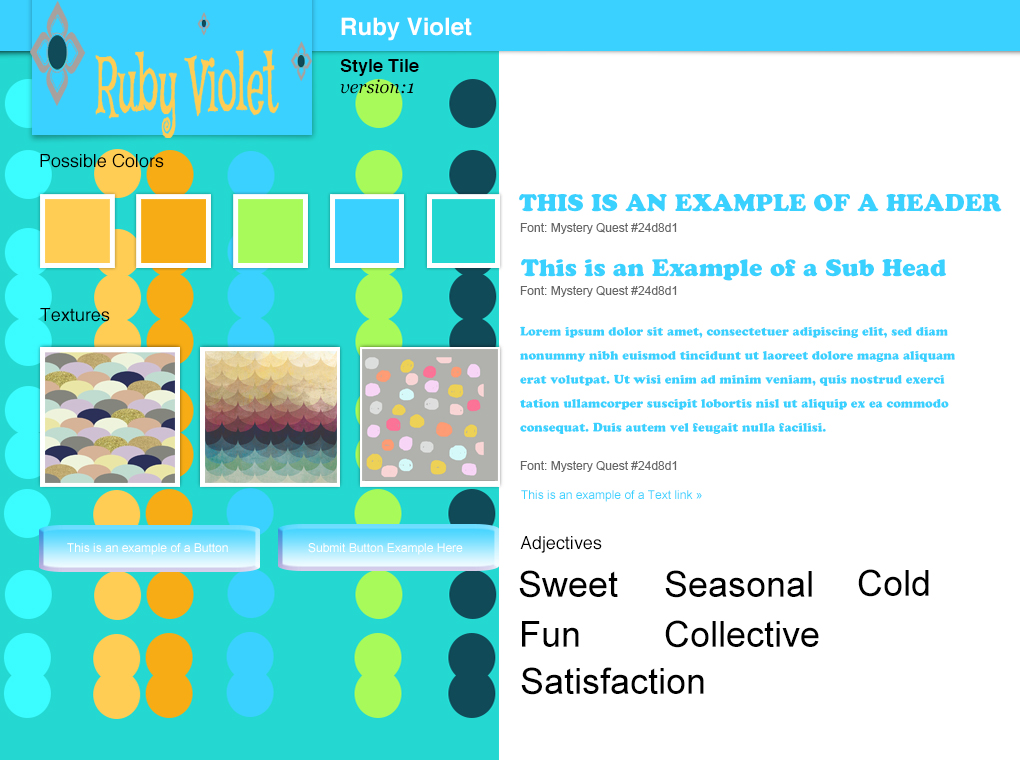 Ruby Violet
Ruby Violet
Style Tile
version:1
Possible Colors
Textures
This is an example of a Button
Submit Button Example Here
THIS IS AN EXAMPLE OF A HEADER
Font: Mystery Quest #24d8d1
This is an Example of a Sub Head
Font: Mystery Quest #24d8d1
Lorem ipsum dolor sit amet, consectetuer adipiscing elit, sed diam
nonummy nibh euismod tincidunt ut laoreet dolore magna aliquam
erat volutpat. Ut wisi enim ad minim veniam, quis nostrud exerci
tation ullamcorper suscipit lobortis nisl ut aliquip ex ea commodo
consequat. Duis autem vel feugait nulla facilisi.
Font: Mystery Quest #24d8d1
This is an example of a Text link »
Adjectives
Sweet Seasonal Cold
Fun Collective
Satisfaction